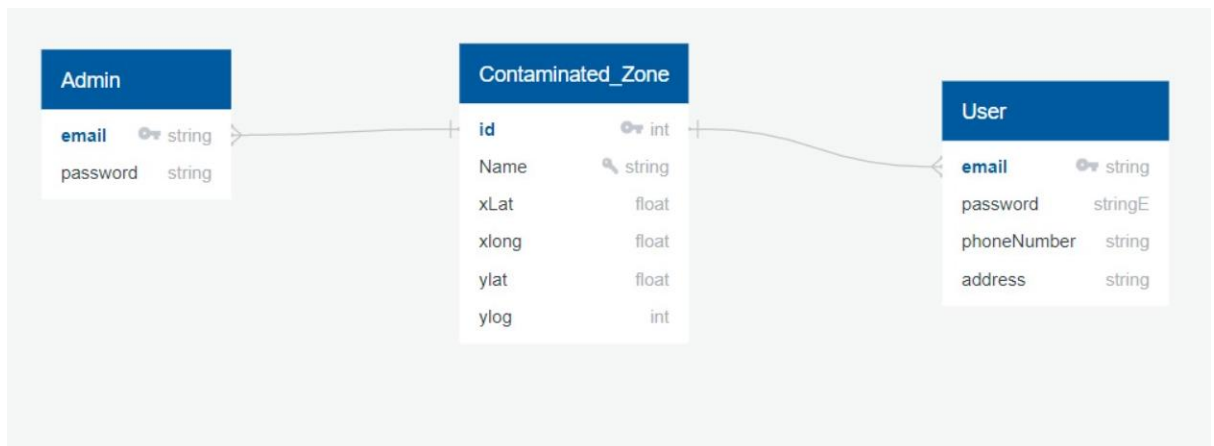 Admin
email string
password string
Contaminated_Zone
id int
Name string
xLat float
xlong float
ylat float
ylog int
User
email string
password stringE
phoneNumber string
address string